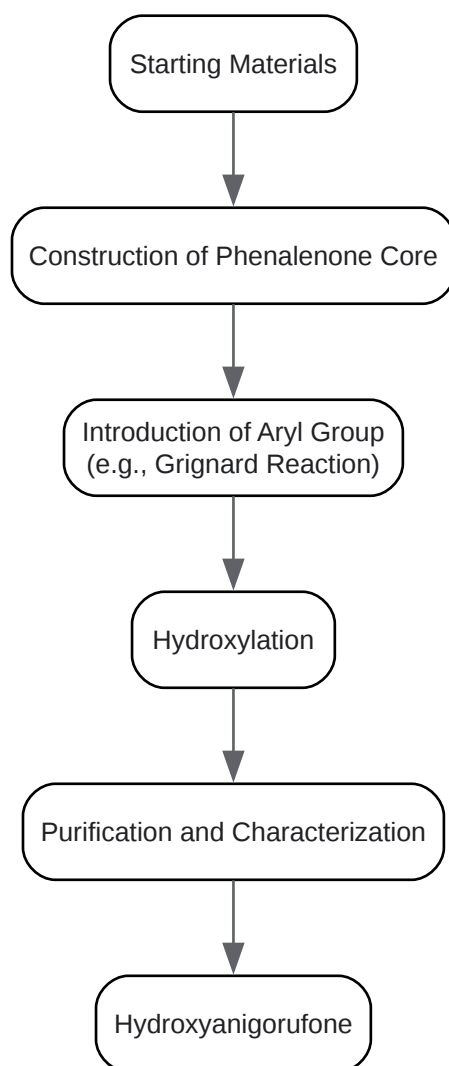 Starting Materials
Construction of Phenalenone Core
Introduction of Aryl Group
(e.g., Grignard Reaction)
Hydroxylation
Purification and Characterization
Hydroxyanigorufone